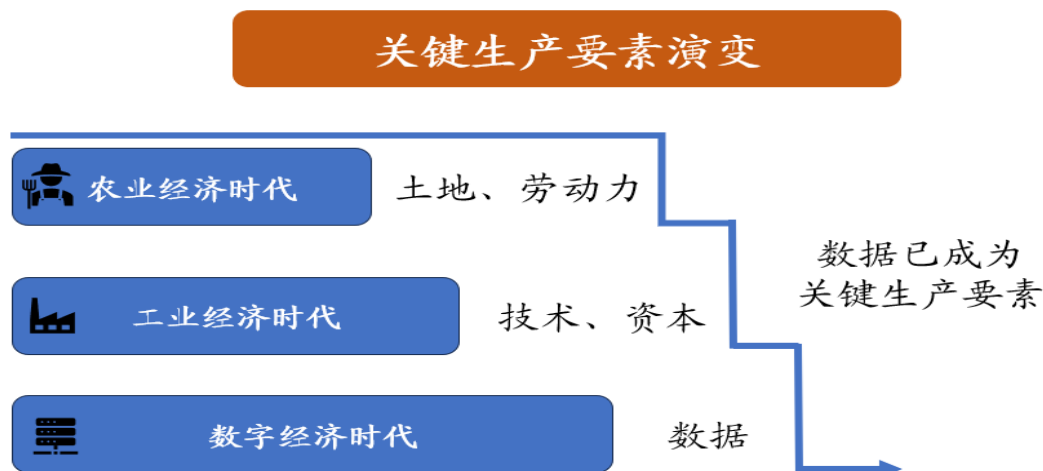 关键生产要素演变
农业经济时代
土地、劳动力
工业经济时代
技术、资本
数字经济时代
数据
数据已成为
关键生产要素